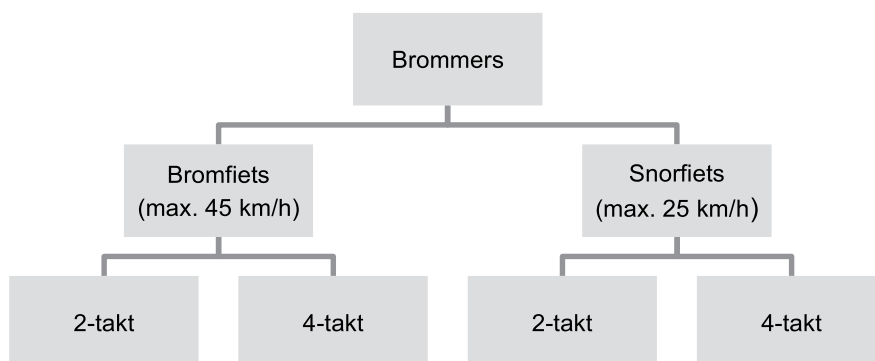 Brommers
Bromfiets
(max. 45 km/h)
Snorfiets
(max. 25 km/h)
2-takt
4-takt
2-takt
4-takt